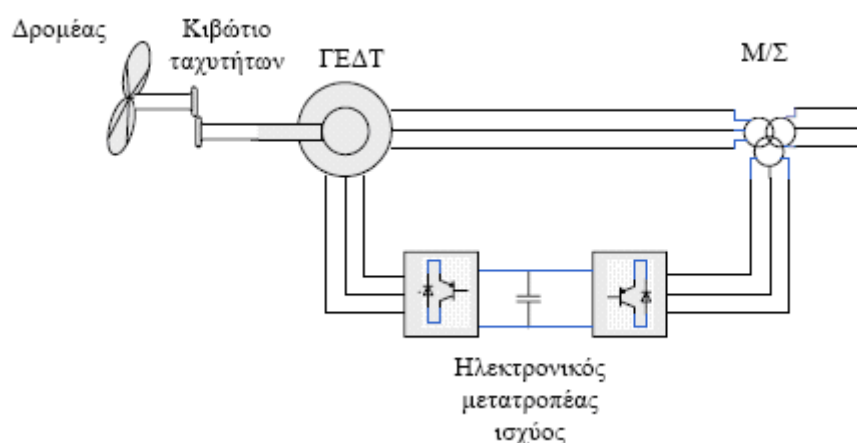 Δρομέας
Κιβώτιο
ταχυτήτων
ΓΕΔΤ
Μ/Σ
Ηλεκτρονικός
μετατροπέας
ισχύος